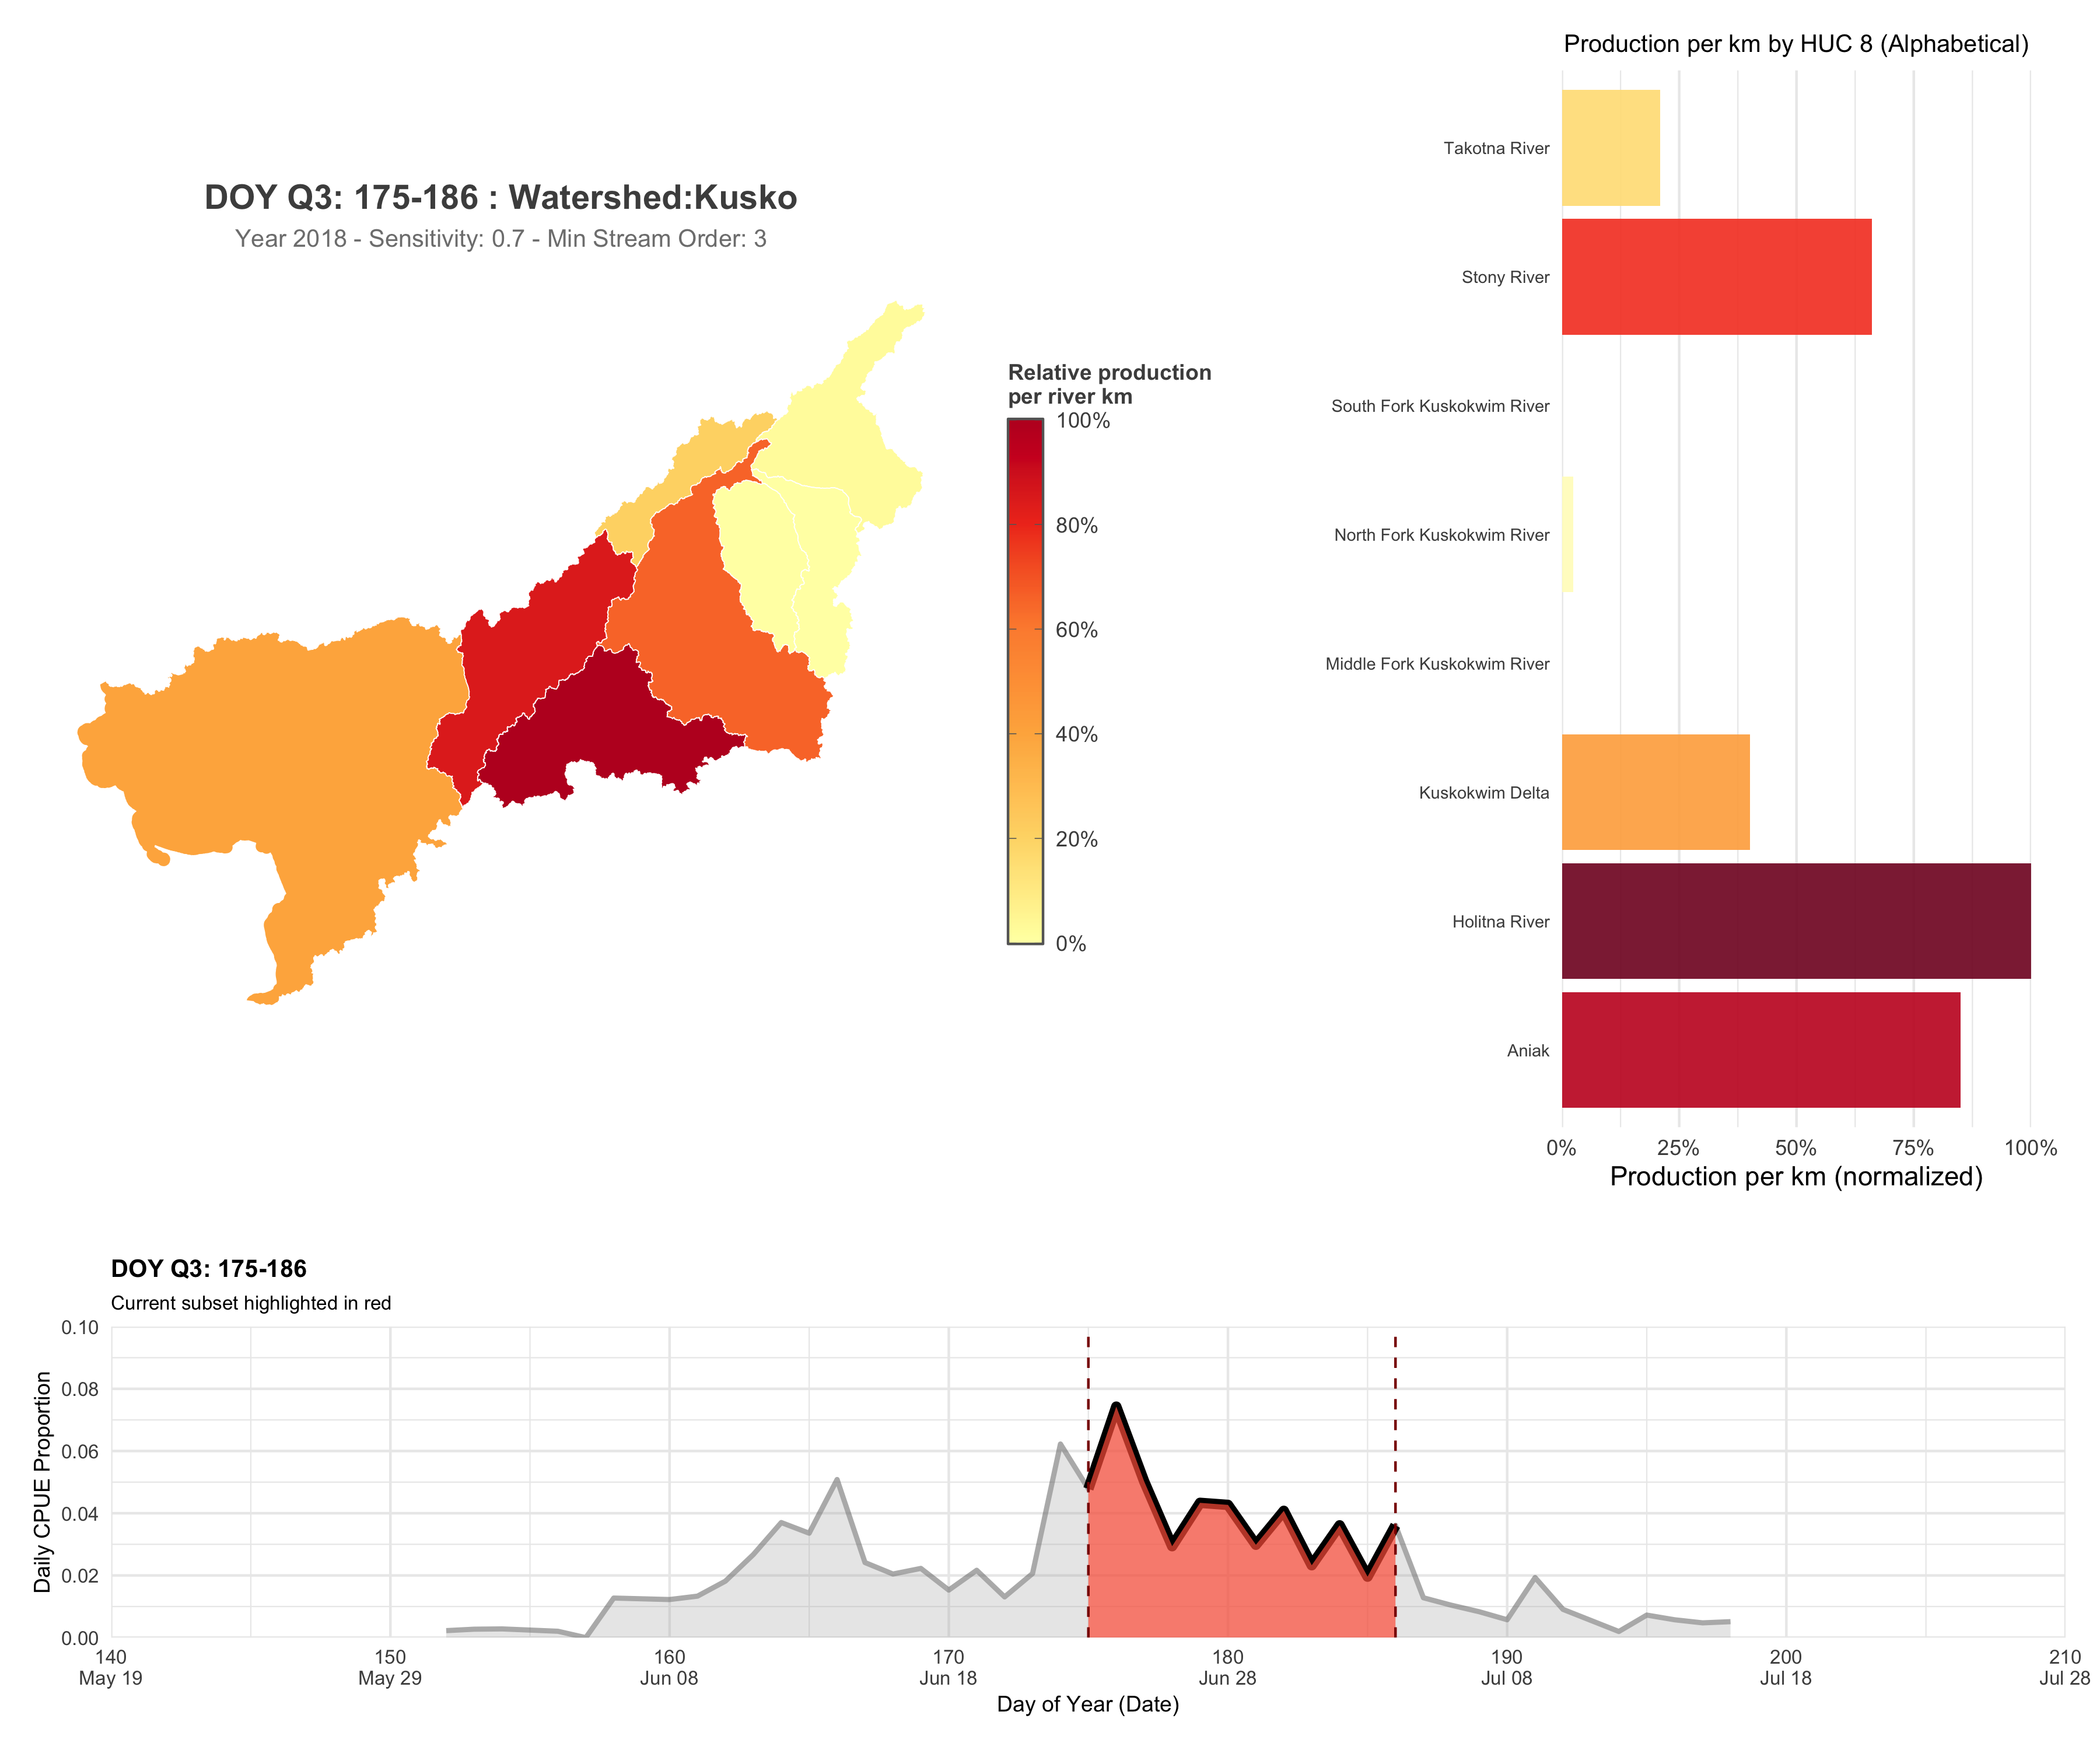 Production per km by HUC 8 (Alphabetical)
Takotna River
Stony River
South Fork Kuskokwim River
North Fork Kuskokwim River
Middle Fork Kuskokwim River
Kuskokwim Delta
Holitna River
Aniak
0%
25%
50%
75%
100%
Production per km (normalized)
DOY Q3: 175-186 : Watershed:Kusko
Year 2018 - Sensitivity: 0.7 - Min Stream Order: 3
Relative production
per river km
100%
80%
60%
40%
20%
0%
DOY Q3: 175-186
Current subset highlighted in red
Daily CPUE Proportion
0.10
0.08
0.06
0.04
0.02
0.00
140
May 19
150
May 29
160
Jun 08
170
Jun 18
180
Jun 28
190
Jul 08
200
Jul 18
210
Jul 28
Day of Year (Date)